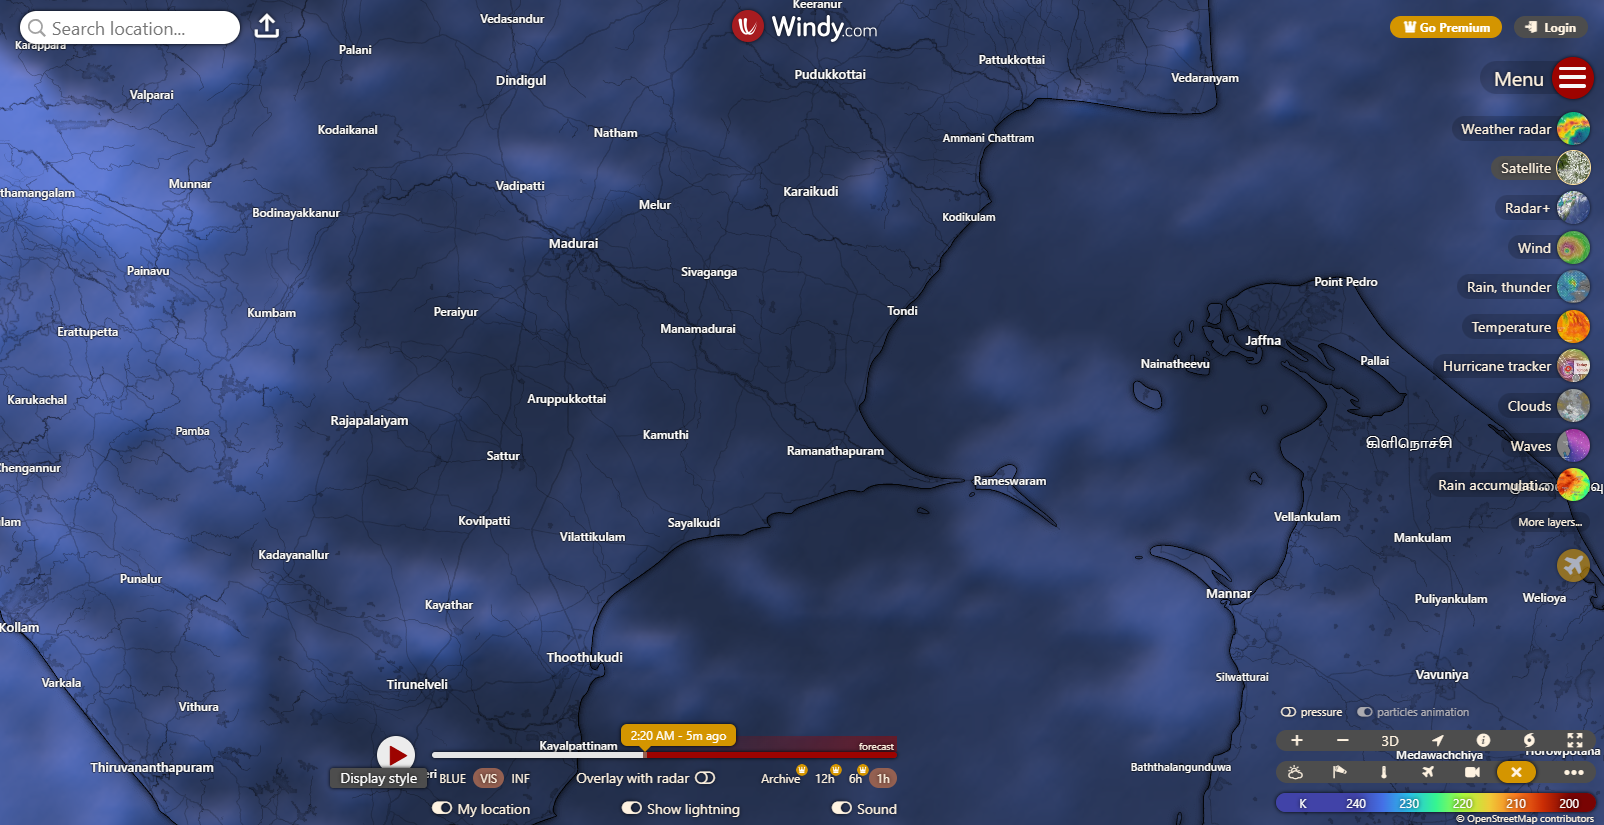 Search location...
Windy.com
Go Premium
Login
Menu
Weather radar
Satellite
Radar+
Wind
Rain, thunder
Temperature
Hurricane tracker
Clouds
Waves
More layers...
Keeranur
Vedasandur
Karappara
Palani
Pattukkottai
Dindigul
Pudukkottai
Vedaranyam
Valparai
Kodaikanal
Natham
Ammani Chattram
Munnar
Vadipatti
Karaikudi
thamangalam
Melur
Bodinayakkanur
Kodikulam
Madurai
Painavu
Sivaganga
Point Pedro
Kumbam
Peraiyur
Tondi
Erattupetta
Manamadurai
Jaffna
Nainatheevu
Pallai
Karukachal
Aruppukkottai
Rajapalaiyam
Pamba
Kamuthi
கிளிநொச்சி
Sattur
Ramanathapuram
Chengannur
Rameswaram
Rain accumulati...
lam
Kovilpatti
Sayalkudi
Vellankulam
Vilattikulam
Mankulam
Kadayanallur
Punalur
Mannar
Puliyankulam
Welioya
Kayathar
Kollam
Thoothukudi
Varkala
Tirunelveli
Silwatturai
Vavuniya
Vithura
pressure
particles animation
2:20 AM - 5m ago
Kayalpattinam
forecast
3D
Medawachchiya
Horowpotana
Thiruvananthapuram
Baththalangunduwa
Display style
eri
BLUE
VIS
INF
Overlay with radar
Archive
12h
6h
1h
My location
Show lightning
Sound
K 240 230 220 210 200
© OpenStreetMap contributors